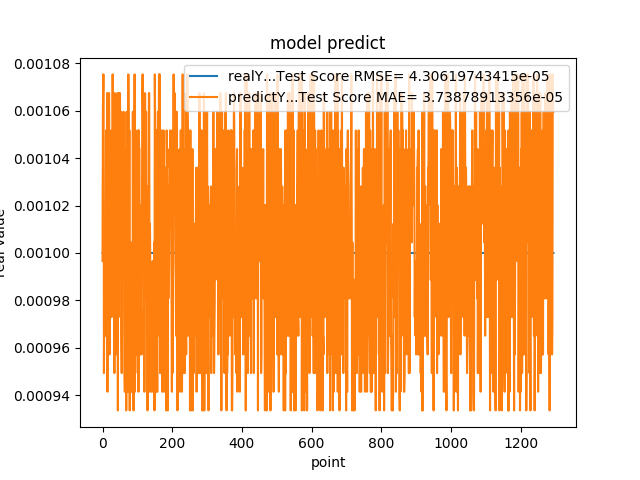 model predict
realY...Test Score RMSE= 4.30619743415e-05
predictY...Test Score MAE= 3.73878913356e-05
0.00108
0.00106
0.00104
0.00102
0.00100
0.00098
0.00096
0.00094
real value
0 200 400 600 800 1000 1200
point